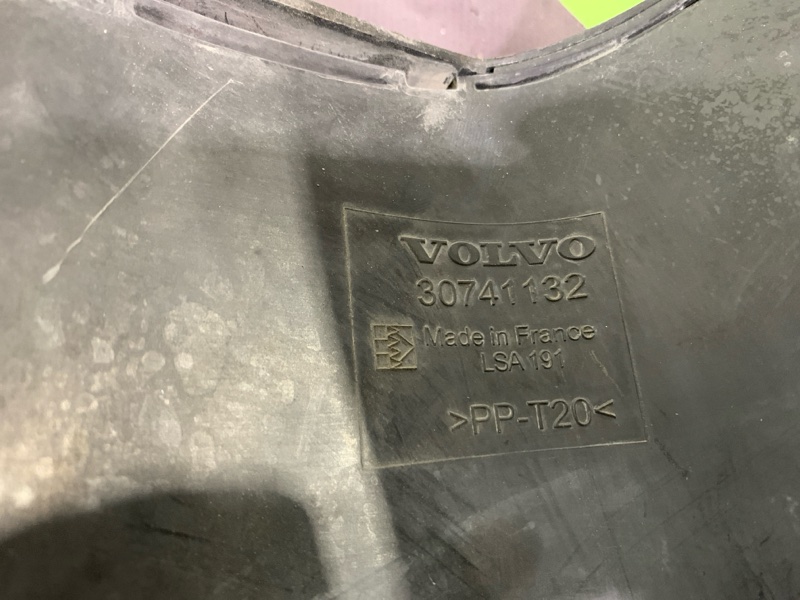 VOLVO
30741132
Made in France
LSA 191
>PP-T20<